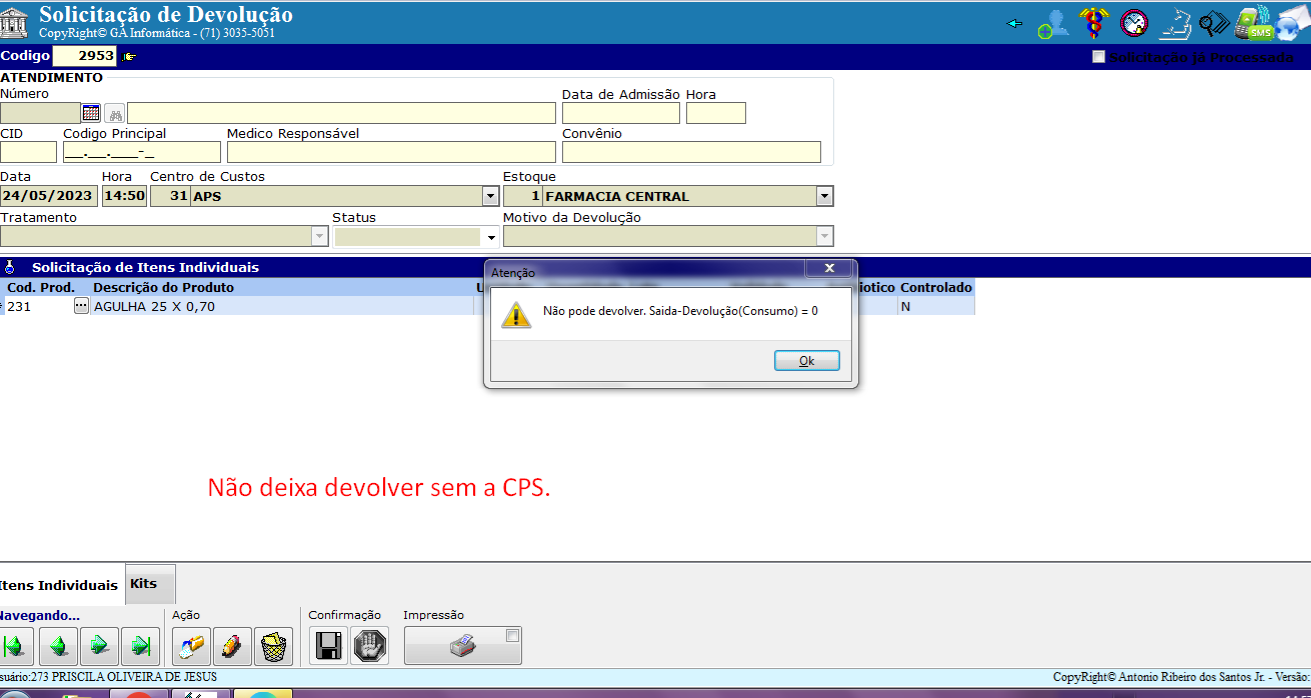 Solicitação de Devolução
CopyRight© GA Informática - (71) 3035-5051
SMS
Codigo 2953
Solicitação já Processada
ATENDIMENTO
Número
Data de Admissão Hora
CID Codigo Principal Medico Responsável Convênio
__.__.___-_
Data Hora Centro de Custos Estoque
24/05/2023 14:50 31 APS 1 FARMACIA CENTRAL
Tratamento Status Motivo da Devolução
Solicitação de Itens Individuais
Atenção
Cod. Prod. Descrição do Produto Controlado
231 ... AGULHA 25 X 0,70 N
Não pode devolver. Saida-Devolução(Consumo) = 0
Ok
Não deixa devolver sem a CPS.
Itens Individuais Kits
Navegando... Ação Confirmação Impressão
suário:273 PRISCILA OLIVEIRA DE JESUS
CopyRight© Antonio Ribeiro dos Santos Jr. - Versão: